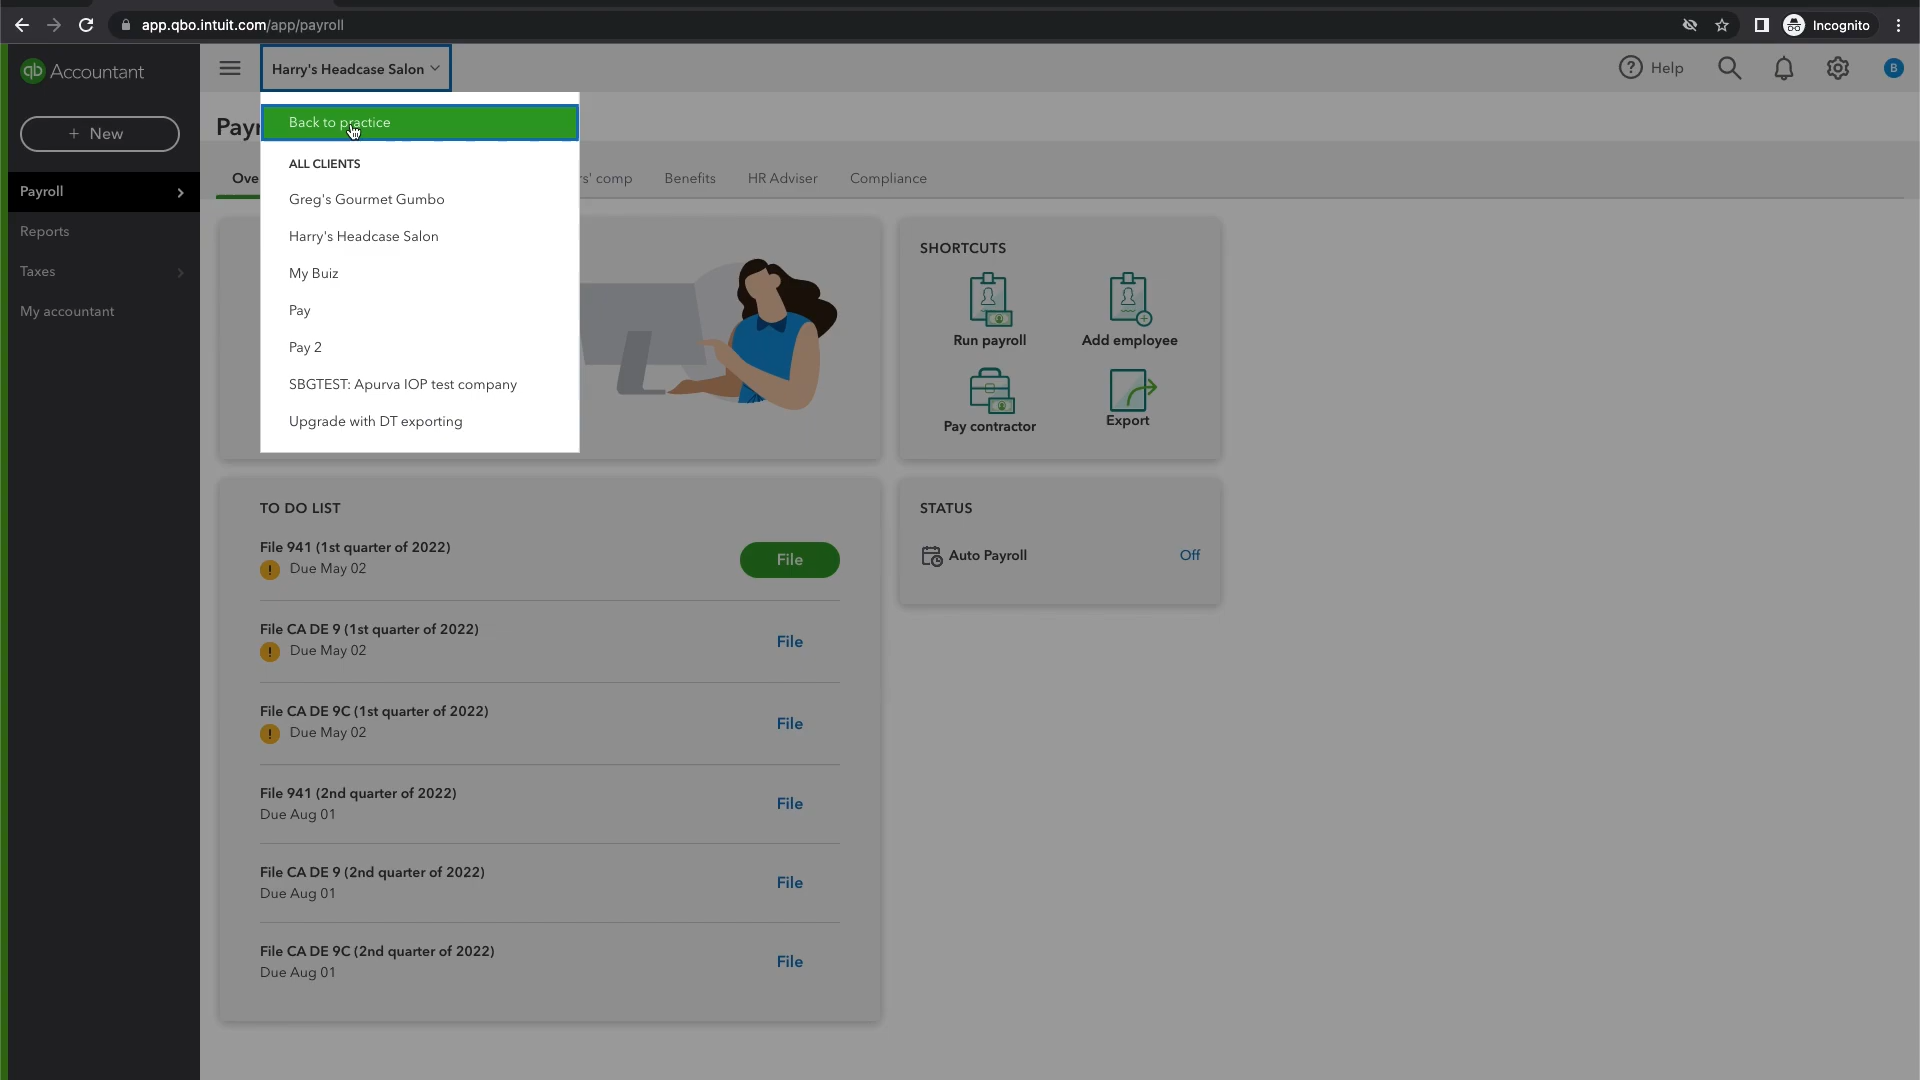 app.qbo.intuit.com/app/payroll
Incognito
qb Accountant
Harry's Headcase Salon
Help
B
+ New
Back to practice
Payroll
ALL CLIENTS
Reports
Greg's Gourmet Gumbo
Taxes
Harry's Headcase Salon
My accountant
My Buiz
Pay
Pay 2
SBGTEST: Apurva IOP test company
Upgrade with DT exporting
Benefits
HR Adviser
Compliance
SHORTCUTS
Run payroll
Add employee
Pay contractor
Export
TO DO LIST
File 941 (1st quarter of 2022)
! Due May 02
File
File CA DE 9 (1st quarter of 2022)
! Due May 02
File
File CA DE 9C (1st quarter of 2022)
! Due May 02
File
File 941 (2nd quarter of 2022)
Due Aug 01
File
File CA DE 9 (2nd quarter of 2022)
Due Aug 01
File
File CA DE 9C (2nd quarter of 2022)
Due Aug 01
File
STATUS
Auto Payroll
Off